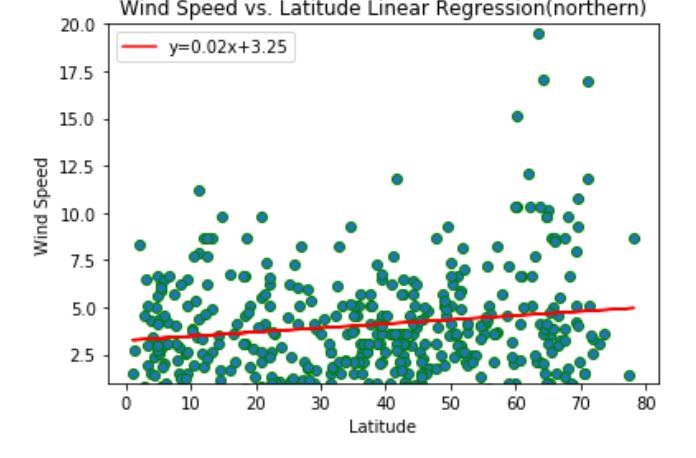 Wind Speed vs. Latitude Linear Regression(northern)
20.0
y=0.02x+3.25
17.5
15.0
12.5
Wind Speed
10.0
7.5
5.0
2.5
0 10 20 30 40 50 60 70 80
Latitude